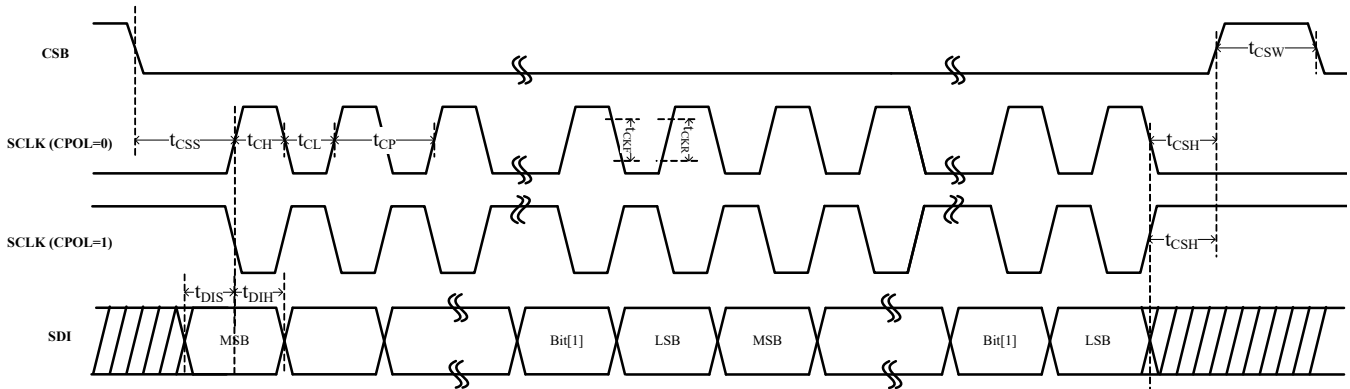 CSB
tCSW
SCLK (CPOL=0)
tCSS
tCH
tCL
tCP
tCKF
tCKR
tCSH
SCLK (CPOL=1)
tCSH
tDIS
tDIH
SDI
MSB
Bit[1]
LSB
MSB
Bit[1]
LSB